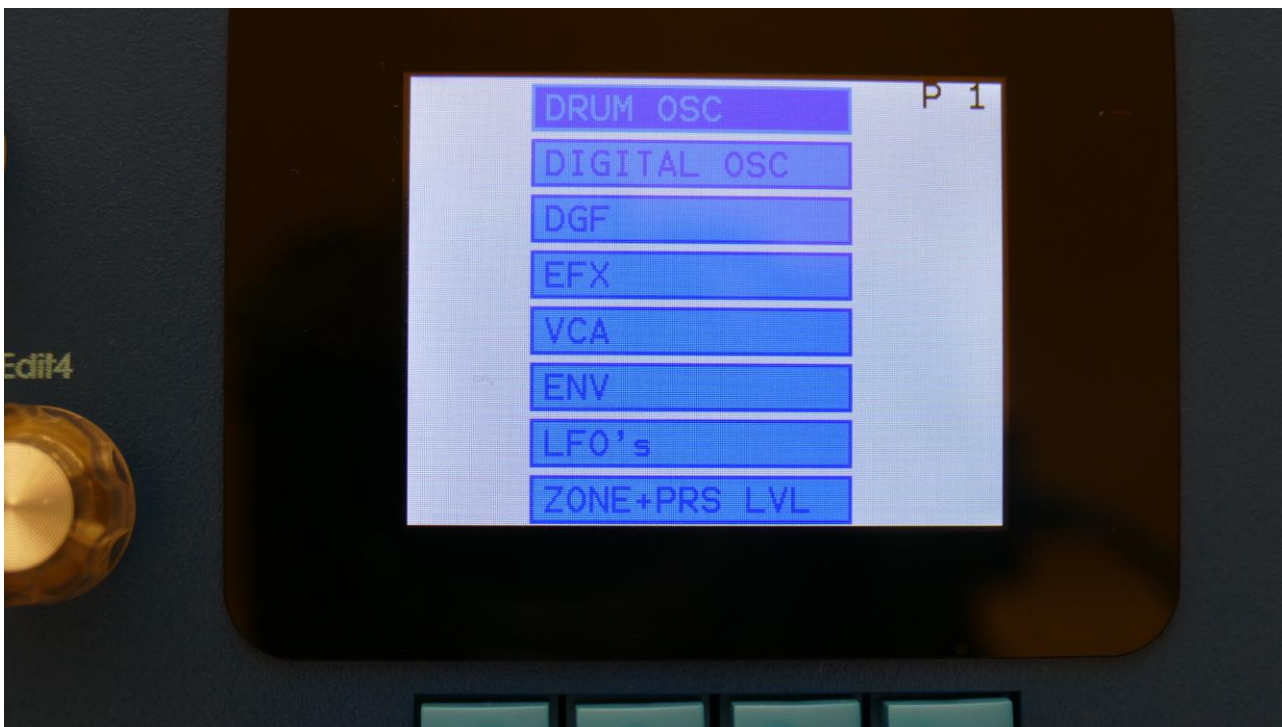 P 1
DRUM OSC
DIGITAL OSC
DGF
EFX
VCA
ENV
LFO's
ZONE+PRS LVL
Edit4